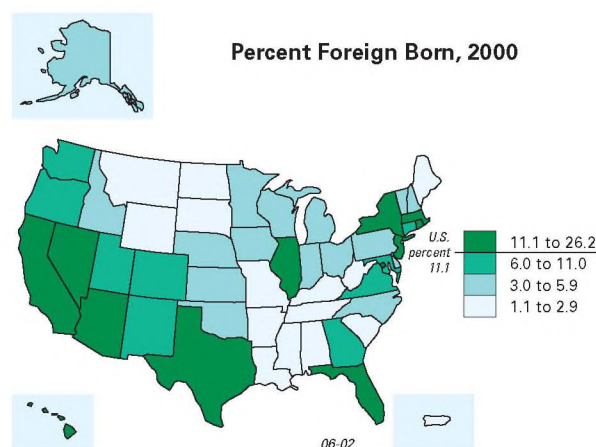 Percent Foreign Born, 2000
U.S.
percent
11.1
11.1 to 26.2
6.0 to 11.0
3.0 to 5.9
1.1 to 2.9
06-02